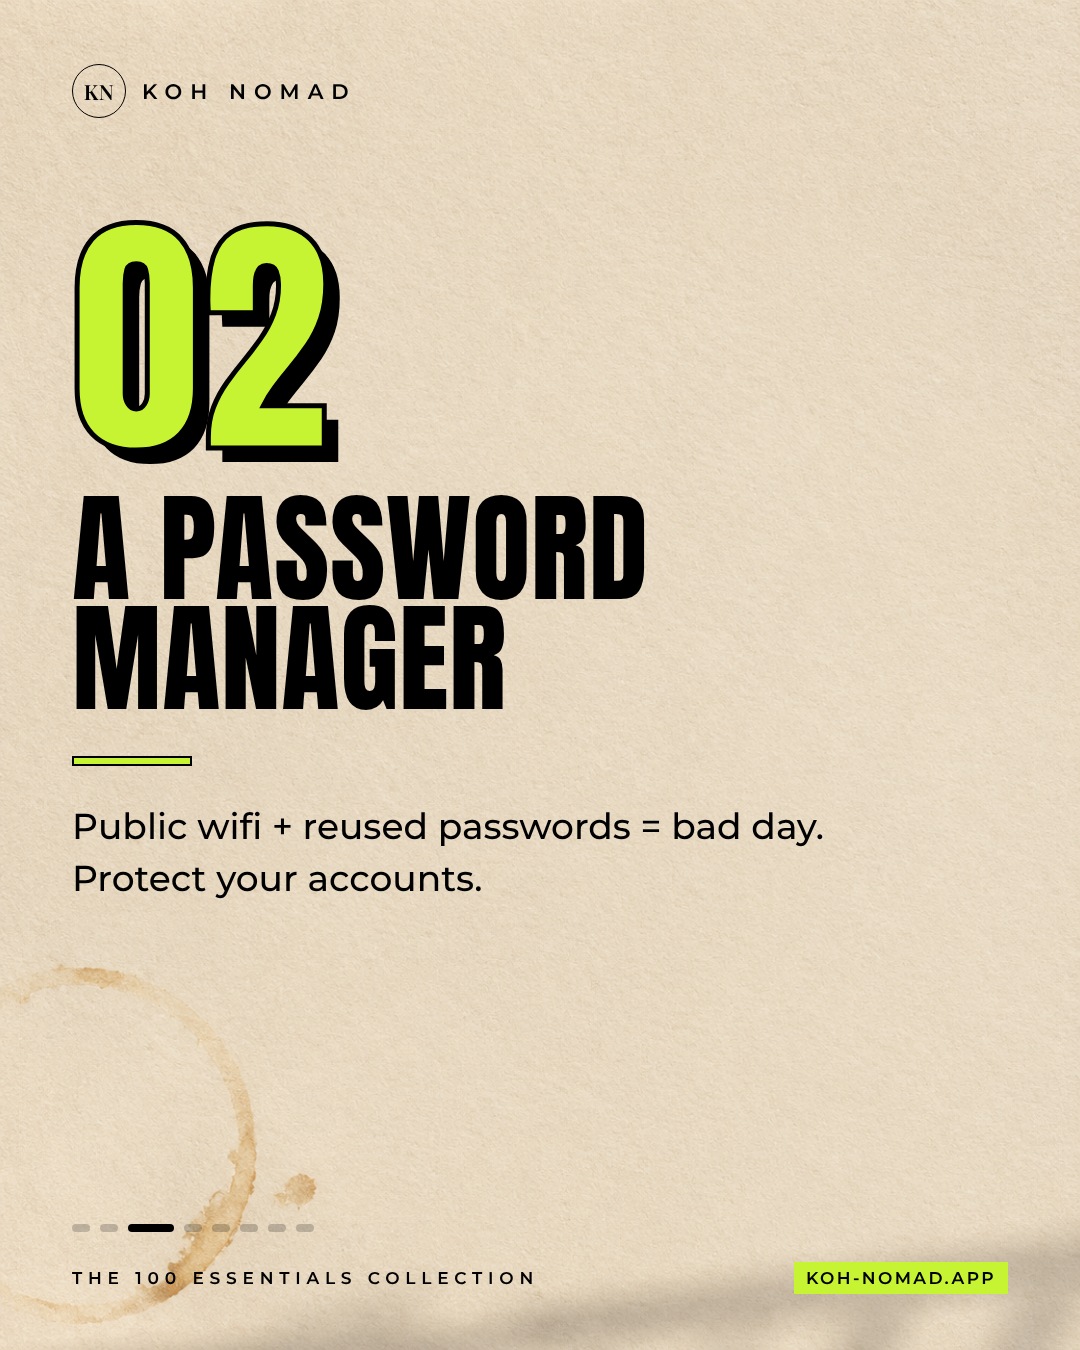 KN KOH NOMAD
02
A PASSWORD
MANAGER
Public wifi + reused passwords = bad day.
Protect your accounts.
THE 100 ESSENTIALS COLLECTION
KOH-NOMAD.APP